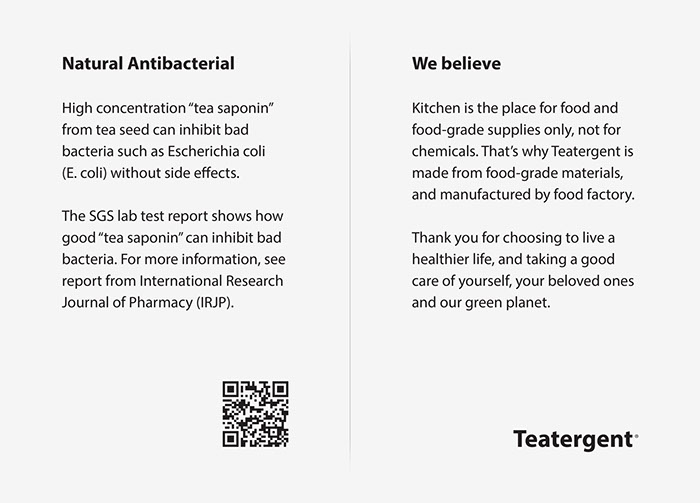 Natural Antibacterial
High concentration “tea saponin”
from tea seed can inhibit bad
bacteria such as Escherichia coli
(E. coli) without side effects.
The SGS lab test report shows how
good “tea saponin” can inhibit bad
bacteria. For more information, see
report from International Research
Journal of Pharmacy (IRJP).
We believe
Kitchen is the place for food and
food-grade supplies only, not for
chemicals. That’s why Teatergent is
made from food-grade materials,
and manufactured by food factory.
Thank you for choosing to live a
healthier life, and taking a good
care of yourself, your beloved ones
and our green planet.
Teatergent®